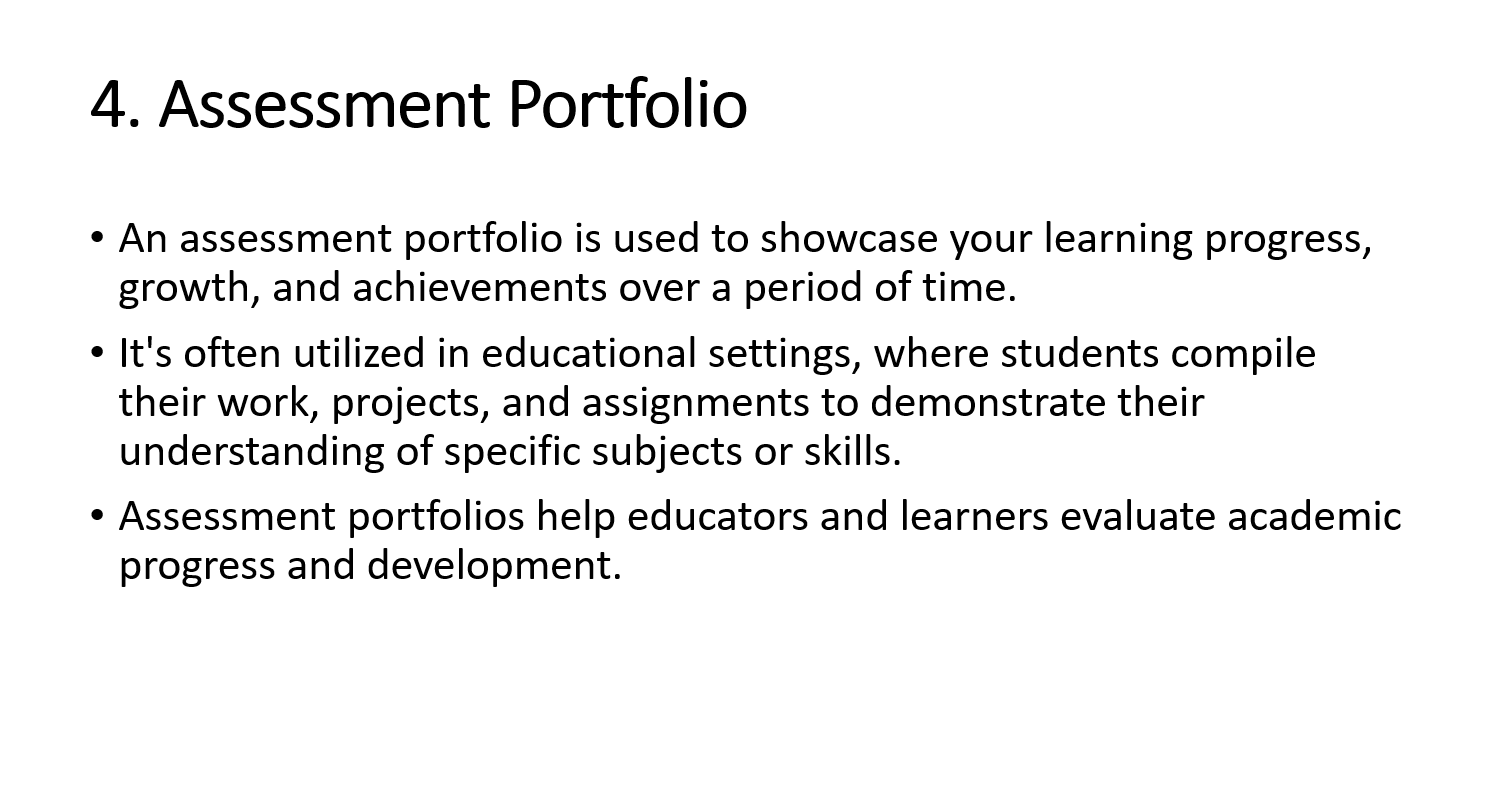 4. Assessment Portfolio
• An assessment portfolio is used to showcase your learning progress,
growth, and achievements over a period of time.
• It's often utilized in educational settings, where students compile
their work, projects, and assignments to demonstrate their
understanding of specific subjects or skills.
• Assessment portfolios help educators and learners evaluate academic
progress and development.